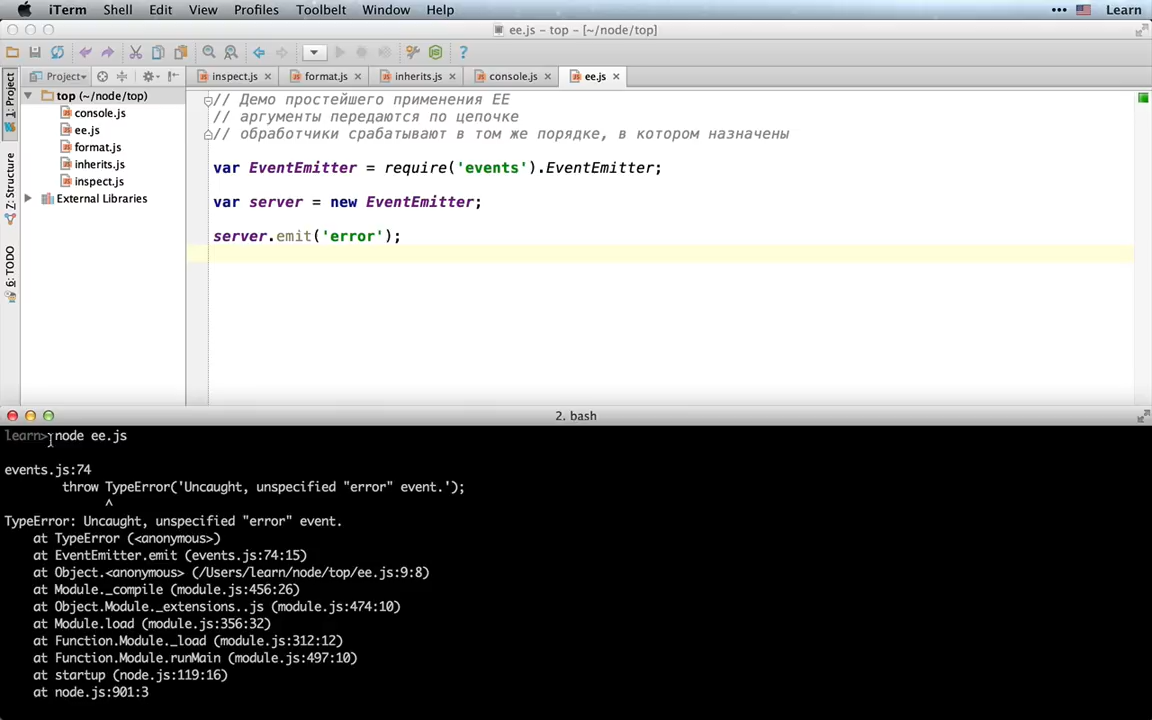 iTerm Shell Edit View Profiles Toolbelt Window Help Learn
ee.js – top – [~/node/top]
1: Project
Z: Structure
6: TODO
Project
inspect.js format.js inherits.js console.js ee.js
top (~/node/top)
console.js
ee.js
format.js
inherits.js
inspect.js
External Libraries
// Демо простейшего применения ЕЕ
// аргументы передаются по цепочке
// обработчики срабатывают в том же порядке, в котором назначены
var EventEmitter = require('events').EventEmitter;
var server = new EventEmitter;
server.emit('error');
2. bash
learn>node ee.js
events.js:74
throw TypeError('Uncaught, unspecified "error" event.');
^
TypeError: Uncaught, unspecified "error" event.
at TypeError (<anonymous>)
at EventEmitter.emit (events.js:74:15)
at Object.<anonymous> (/Users/learn/node/top/ee.js:9:8)
at Module._compile (module.js:456:26)
at Object.Module._extensions..js (module.js:474:10)
at Module.load (module.js:356:32)
at Function.Module._load (module.js:312:12)
at Function.Module.runMain (module.js:497:10)
at startup (node.js:119:16)
at node.js:901:3